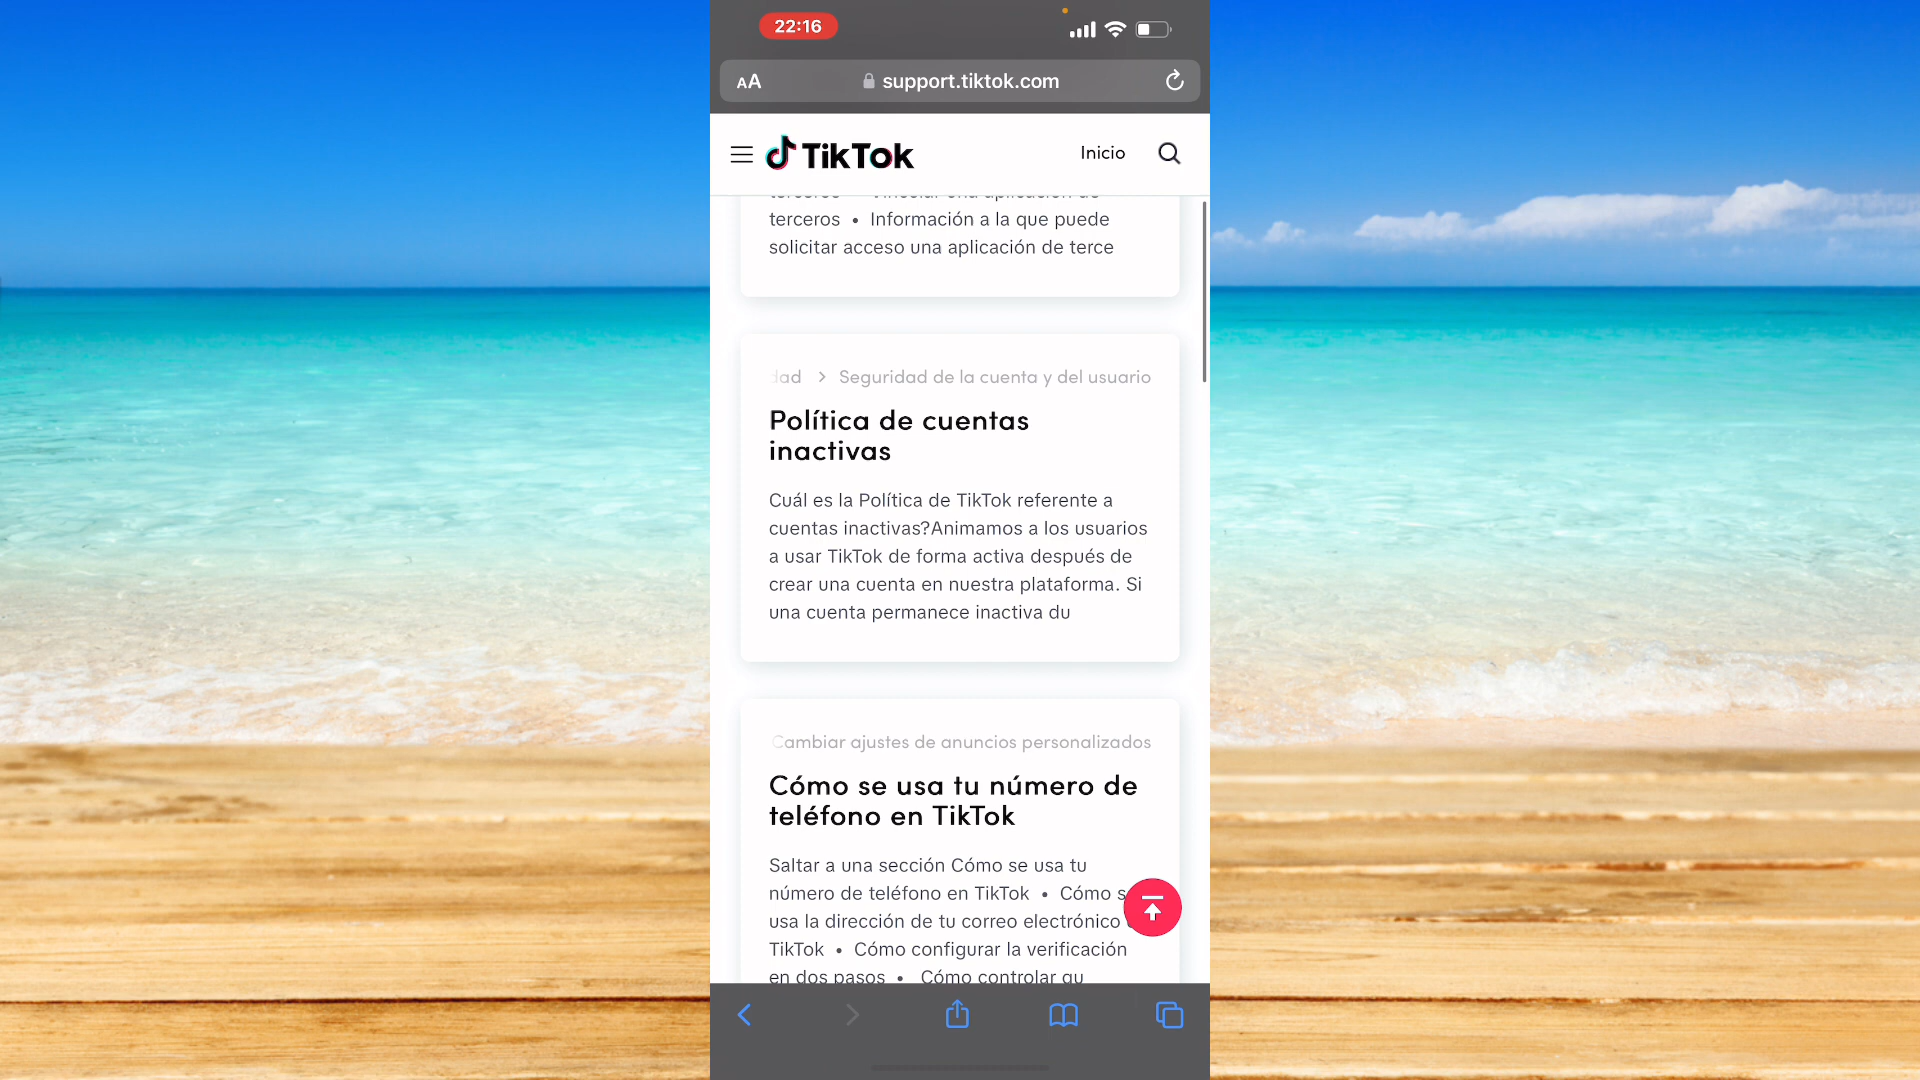 22:16
AA
support.tiktok.com
TikTok
Inicio
terceros • Información a la que puede
solicitar acceso una aplicación de terce
Seguridad de la cuenta y del usuario
Política de cuentas
inactivas
Cuál es la Política de TikTok referente a
cuentas inactivas?Animamos a los usuarios
a usar TikTok de forma activa después de
crear una cuenta en nuestra plataforma. Si
una cuenta permanece inactiva du
Cambiar ajustes de anuncios personalizados
Cómo se usa tu número de
teléfono en TikTok
Saltar a una sección Cómo se usa tu
número de teléfono en TikTok • Cómo s
usa la dirección de tu correo electrónico
TikTok • Cómo configurar la verificación
en dos pasos • Cómo controlar qu